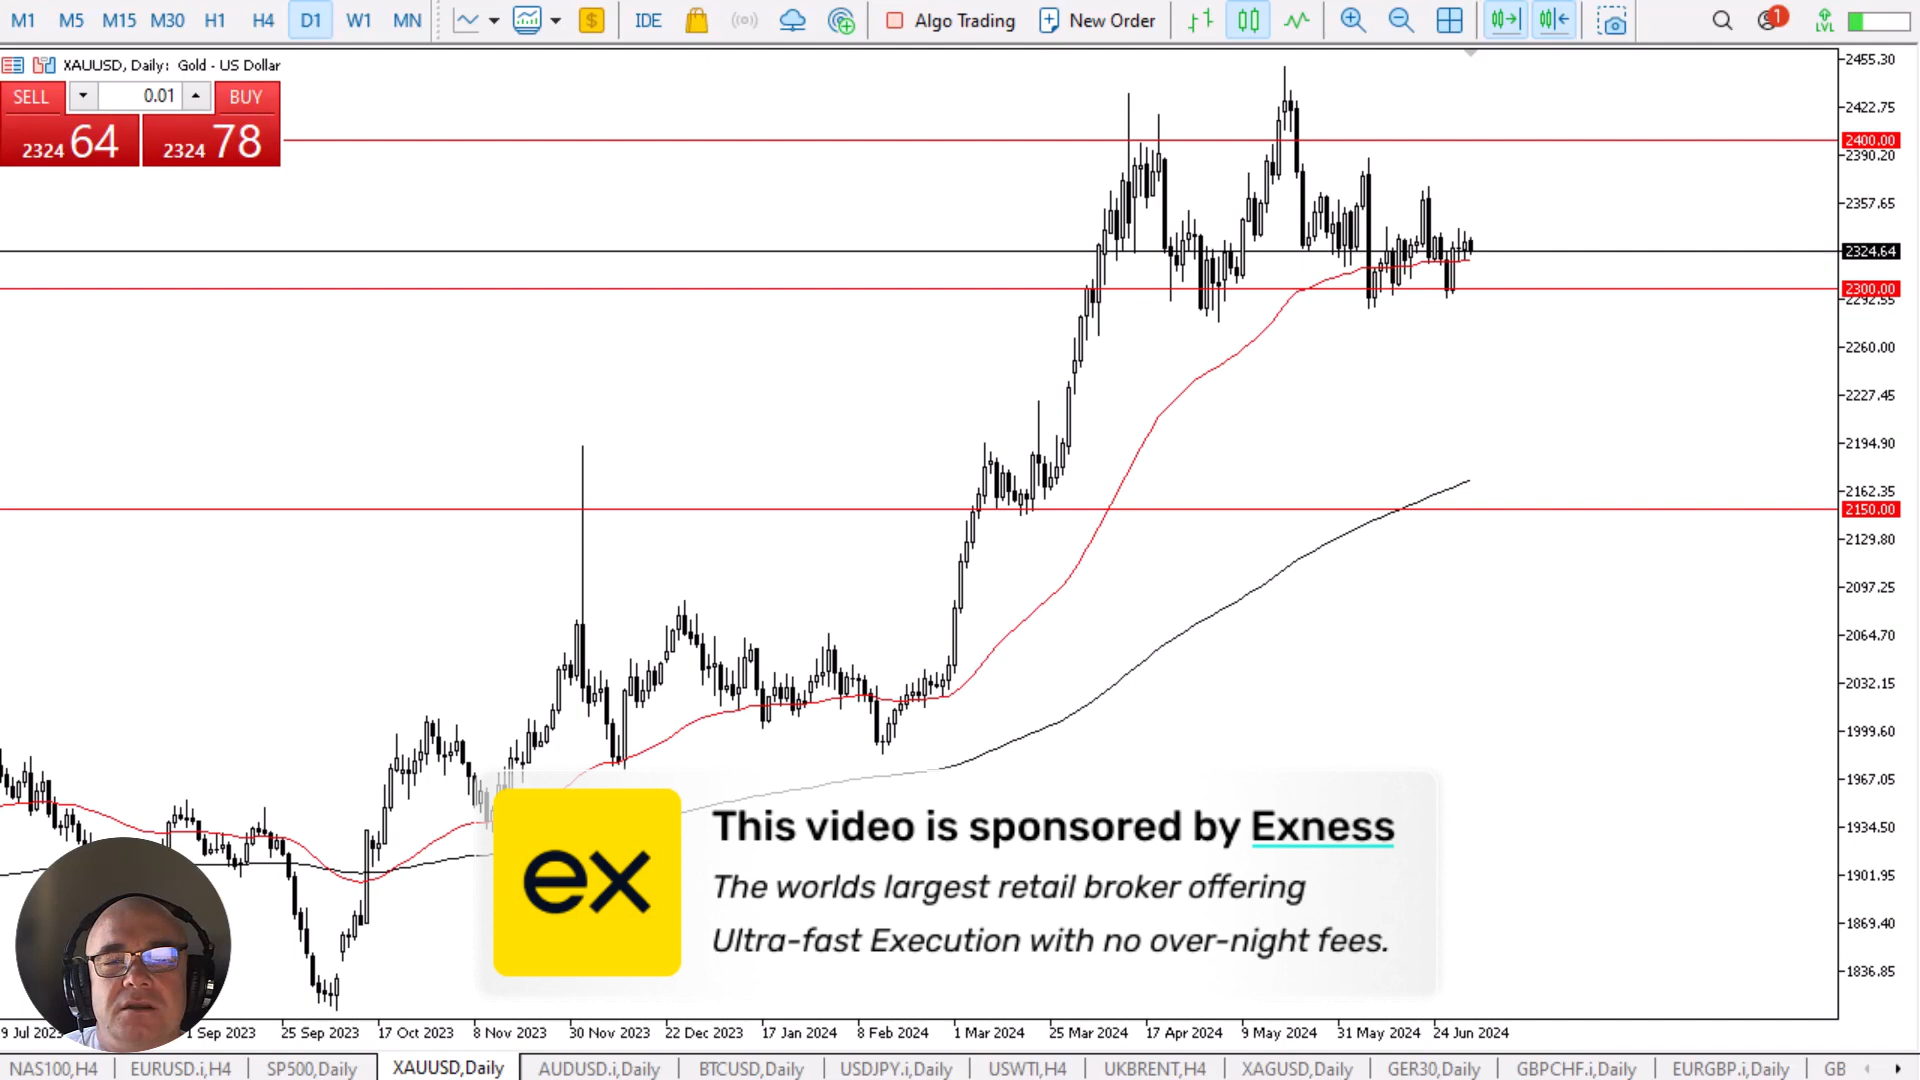 M1 M5 M15 M30 H1 H4 D1 W1 MN $ IDE Algo Trading New Order 1 LVL
XAUUSD, Daily: Gold - US Dollar
SELL 0.01 BUY
2324 64 2324 78
2455.30
2422.75
2400.00
2390.20
2357.65
2324.64
2300.00
2292.55
2260.00
2227.45
2194.90
2162.35
2150.00
2129.80
2097.25
2064.70
2032.15
1999.60
1967.05
1934.50
1901.95
1869.40
1836.85
This video is sponsored by Exness
ex
The worlds largest retail broker offering
Ultra-fast Execution with no over-night fees.
9 Jul 2023 1 Sep 2023 25 Sep 2023 17 Oct 2023 8 Nov 2023 30 Nov 2023 22 Dec 2023 17 Jan 2024 8 Feb 2024 1 Mar 2024 25 Mar 2024 17 Apr 2024 9 May 2024 31 May 2024 24 Jun 2024
NAS100,H4 EURUSD.i,H4 SP500,Daily XAUUSD,Daily AUDUSD.i,Daily BTCUSD,Daily USDJPY.i,Daily USWTI,H4 UKBRENT,H4 XAGUSD,Daily GER30,Daily GBPCHF.i,Daily EURGBP.i,Daily GB